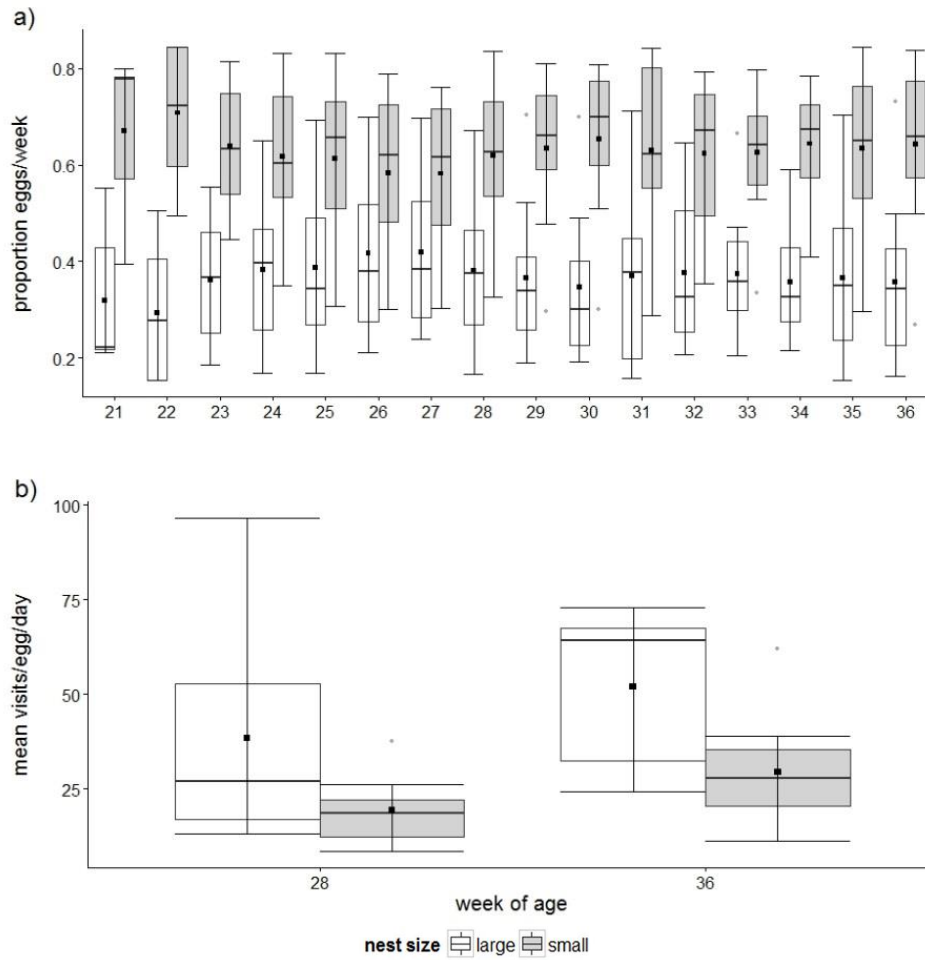 a)
proportion eggs/week
0.8
0.6
0.4
0.2
21 22 23 24 25 26 27 28 29 30 31 32 33 34 35 36
b)
mean visits/egg/day
100
75
50
25
28 36
week of age
nest size large small